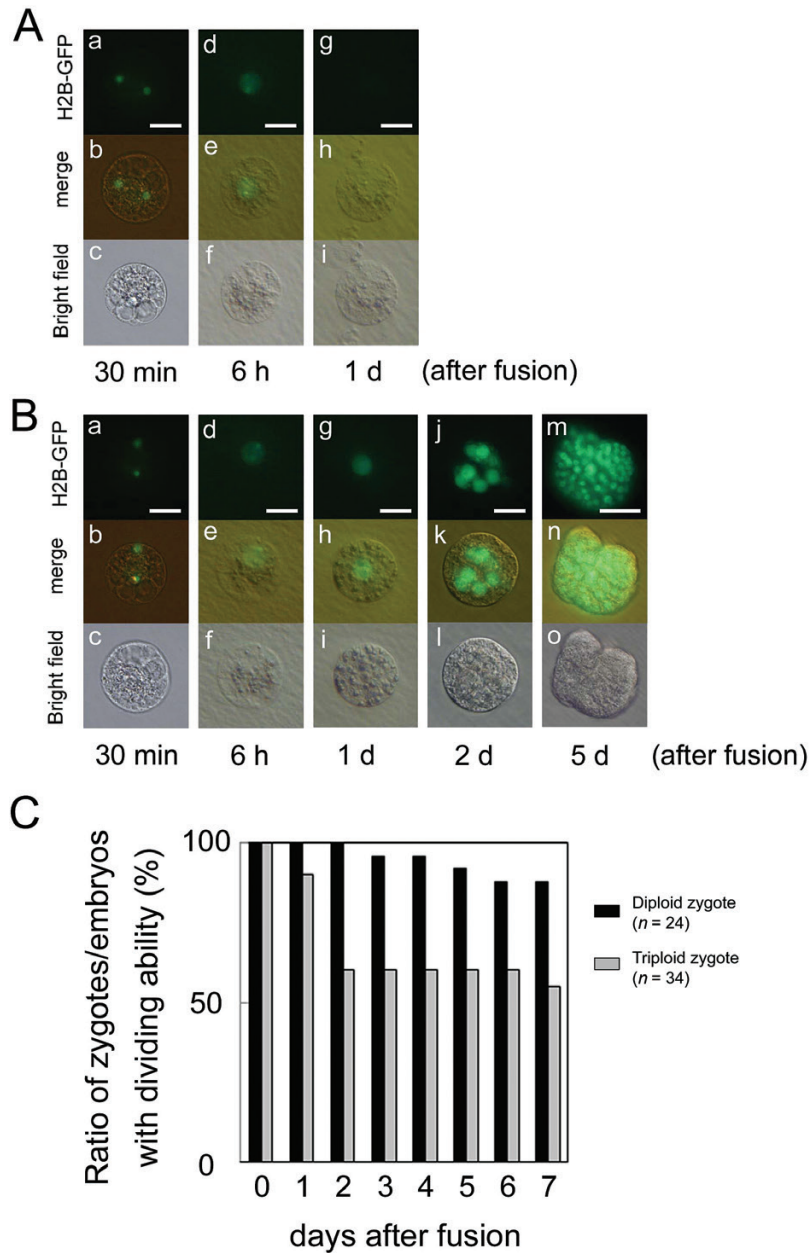 A
H2B-GFP
a
d
g
merge
b
e
h
Bright field
c
f
i
30 min 6 h 1 d (after fusion)
B
H2B-GFP
a
d
g
j
m
merge
b
e
h
k
n
Bright field
c
f
i
l
o
30 min 6 h 1 d 2 d 5 d (after fusion)
C
Ratio of zygotes/embryos
with dividing ability (%)
100
50
0
Diploid zygote
(n = 24)
Triploid zygote
(n = 34)
0 1 2 3 4 5 6 7
days after fusion